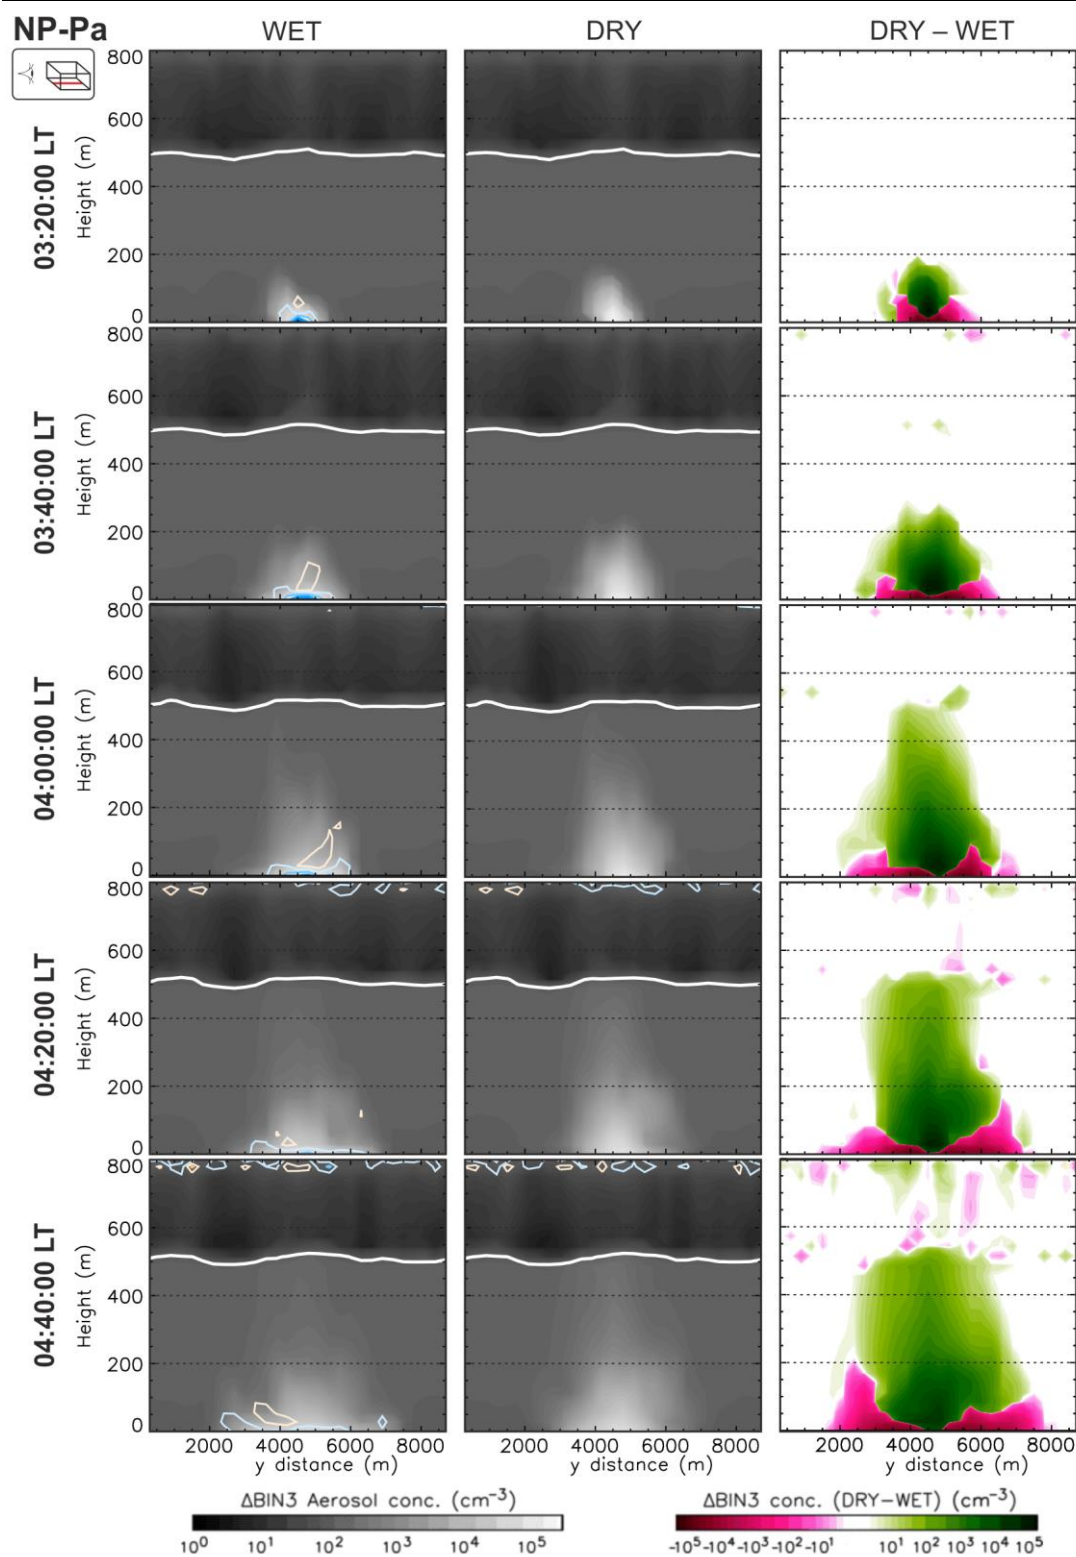 NP-Pa WET DRY DRY – WET
03:20:00 LT
Height (m)
800
600
400
200
0
03:40:00 LT
Height (m)
800
600
400
200
0
04:00:00 LT
Height (m)
800
600
400
200
0
04:20:00 LT
Height (m)
800
600
400
200
0
04:40:00 LT
Height (m)
800
600
400
200
0
2000 4000 6000 8000 2000 4000 6000 8000 2000 4000 6000 8000
y distance (m) y distance (m) y distance (m)
ΔBIN3 Aerosol conc. (cm⁻³) ΔBIN3 conc. (DRY−WET) (cm⁻³)
10⁰ 10¹ 10² 10³ 10⁴ 10⁵ -10⁵-10⁴-10³-10²-10¹ 10¹ 10² 10³ 10⁴ 10⁵